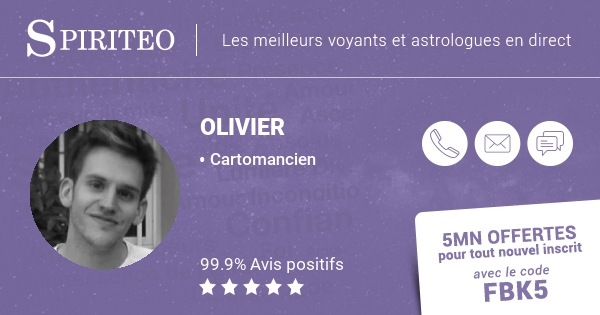 SPIRITEO
Les meilleurs voyants et astrologues en direct
OLIVIER
• Cartomancien
99.9% Avis positifs
5MN OFFERTES
pour tout nouvel inscrit
avec le code
FBK5